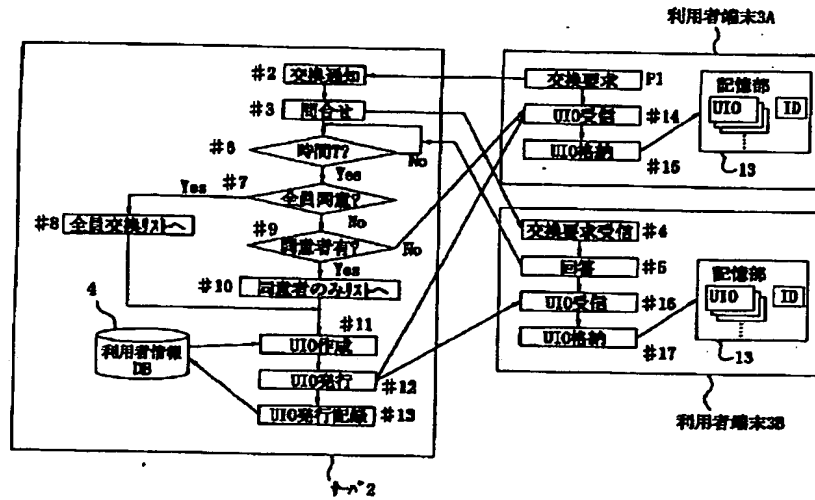 利用者端末3A
#2 交換通知
#3 問合せ
#6 時間T? No
Yes
#7 全員同意? Yes
No
#8 全員交換リストへ
#9 同意者有? No
Yes
#10 同意者のみリストへ
4
利用者情報
DB
#11
UIO作成
UIO発行 #12
UIO発行記録 #13
サーバ2
交換要求 P1
UIO受信 #14
UIO格納 #15
記憶部
UIO ID
13
交換要求受信 #4
回答 #5
UIO受信 #16
UIO格納 #17
記憶部
UIO ID
13
利用者端末3B